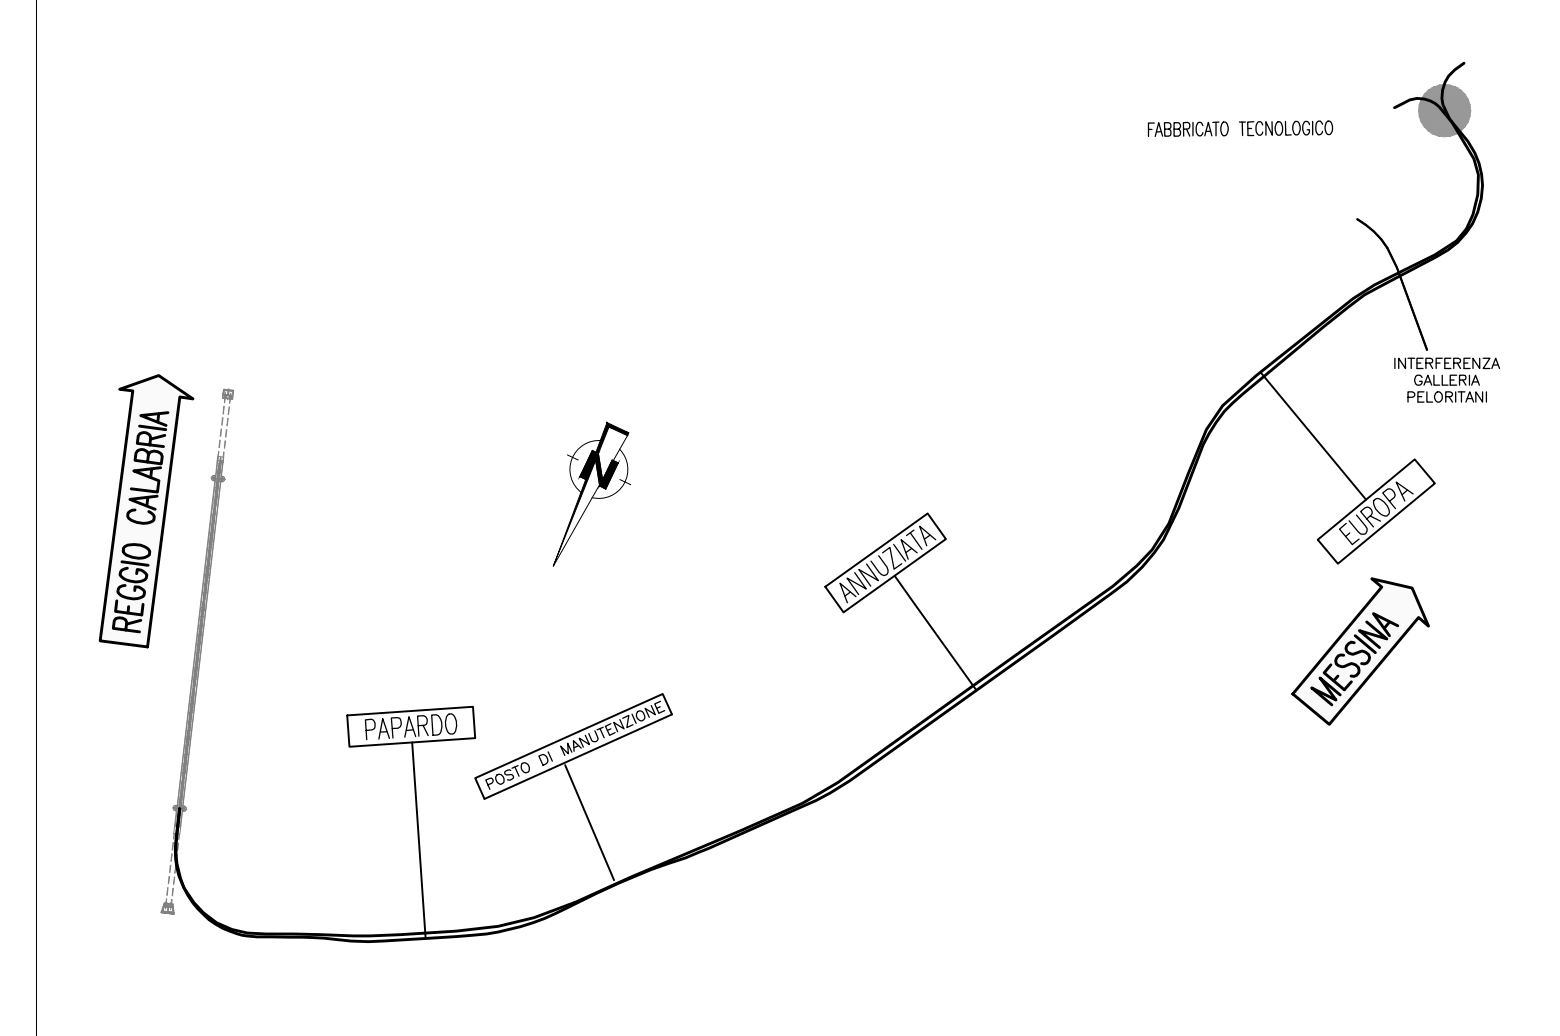 FABBRICATO TECNOLOGICO
INTERFERENZA
GALLERIA
PELORITANI
REGGIO CALABRIA
N
EUROPA
ANNUZIATA
MESSINA
PAPARDO
POSTO DI MANUTENZIONE